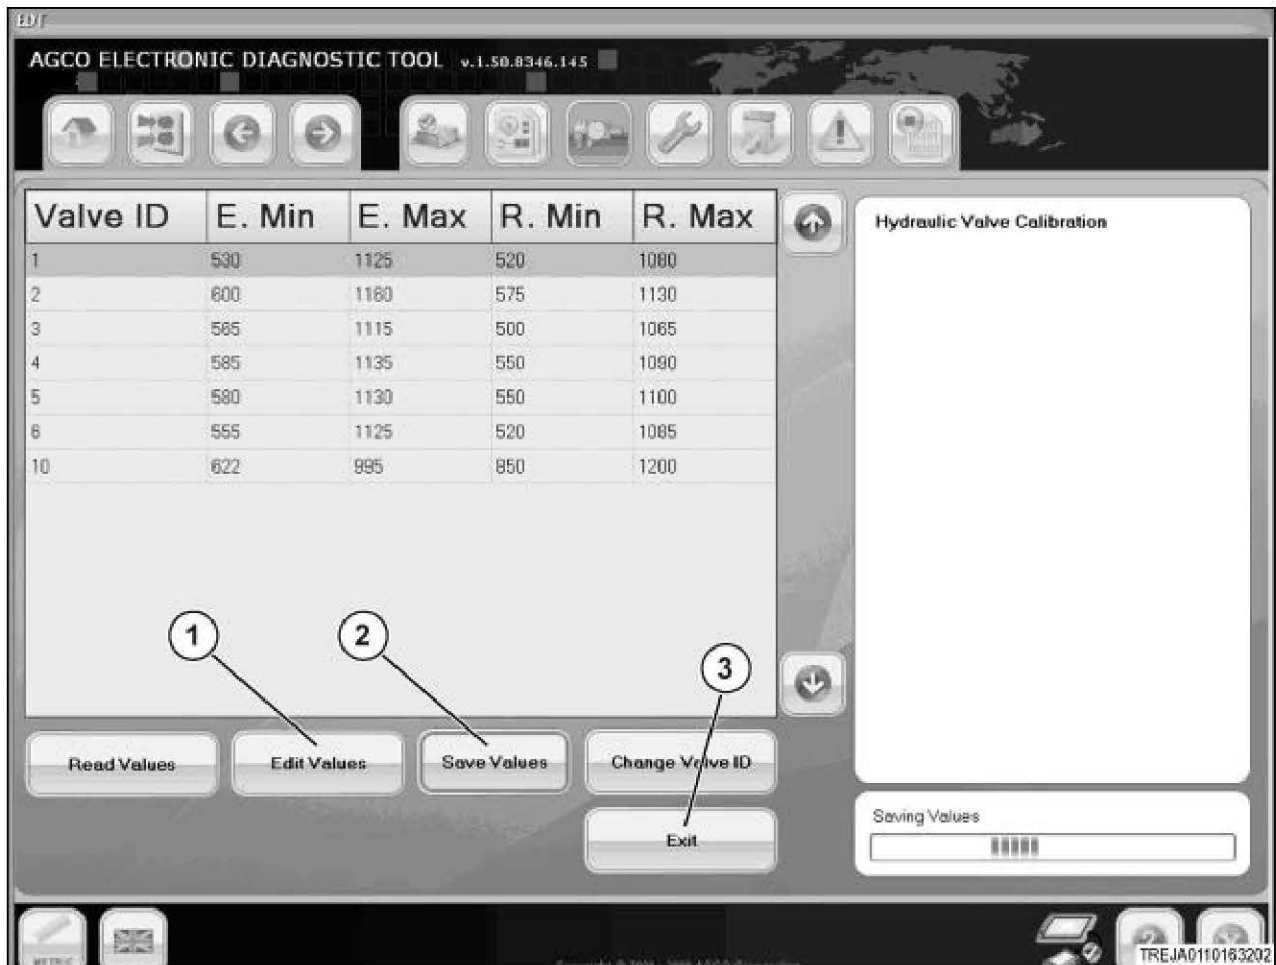 EDT
AGCO ELECTRONIC DIAGNOSTIC TOOL v.1.50.8346.145
Valve ID E. Min E. Max R. Min R. Max
1 530 1125 520 1080
2 600 1160 575 1130
3 565 1115 500 1065
4 585 1135 550 1090
5 580 1130 550 1100
6 555 1125 520 1085
10 622 995 850 1200
Hydraulic Valve Calibration
1 2 3
Read Values Edit Values Save Values Change Valve ID
Exit
Saving Values
METRIC
TREJA0110163202